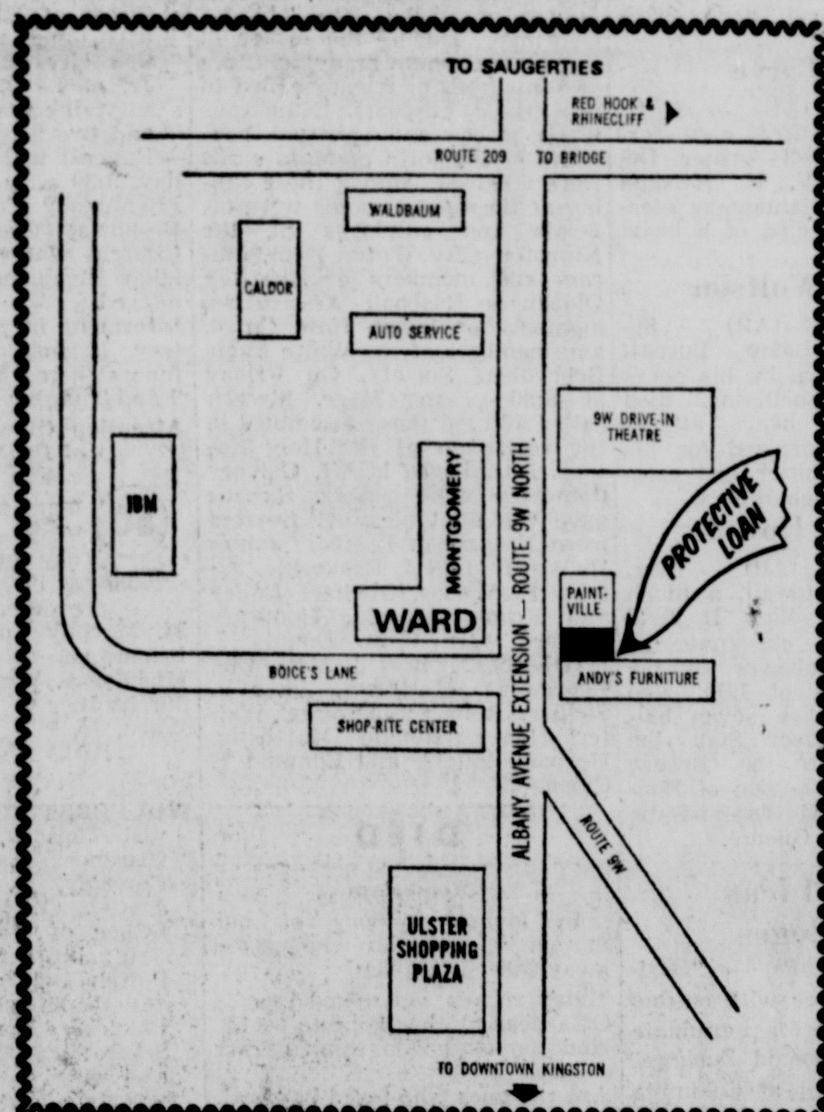 TO SAUGERTIES
RED HOOK &
RHINECLIFF
ROUTE 209
TO BRIDGE
WALDBAUM
CALDOR
AUTO SERVICE
9W DRIVE-IN
THEATRE
IBM
MONTGOMERY
WARD
ALBANY AVENUE EXTENSION — ROUTE 9W NORTH
PROTECTIVE
LOAN
PAINT-
VILLE
ANDY'S FURNITURE
BOICE'S LANE
SHOP-RITE CENTER
ROUTE 9W
ULSTER
SHOPPING
PLAZA
TO DOWNTOWN KINGSTON